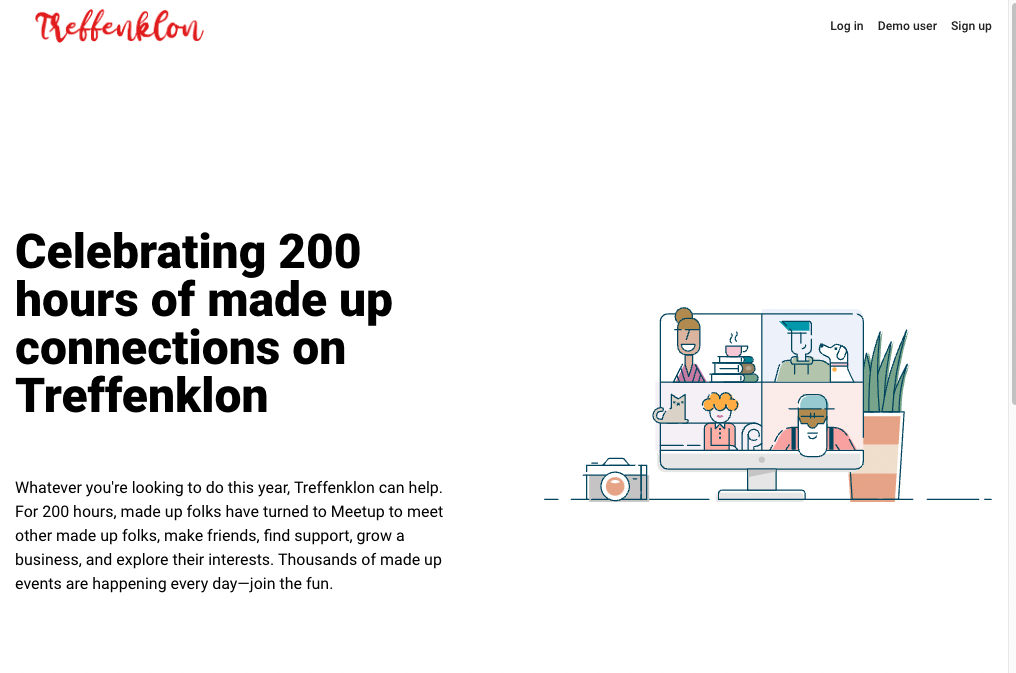 Treffenklon
Log in Demo user Sign up
Celebrating 200
hours of made up
connections on
Treffenklon
Whatever you're looking to do this year, Treffenklon can help.
For 200 hours, made up folks have turned to Meetup to meet
other made up folks, make friends, find support, grow a
business, and explore their interests. Thousands of made up
events are happening every day—join the fun.